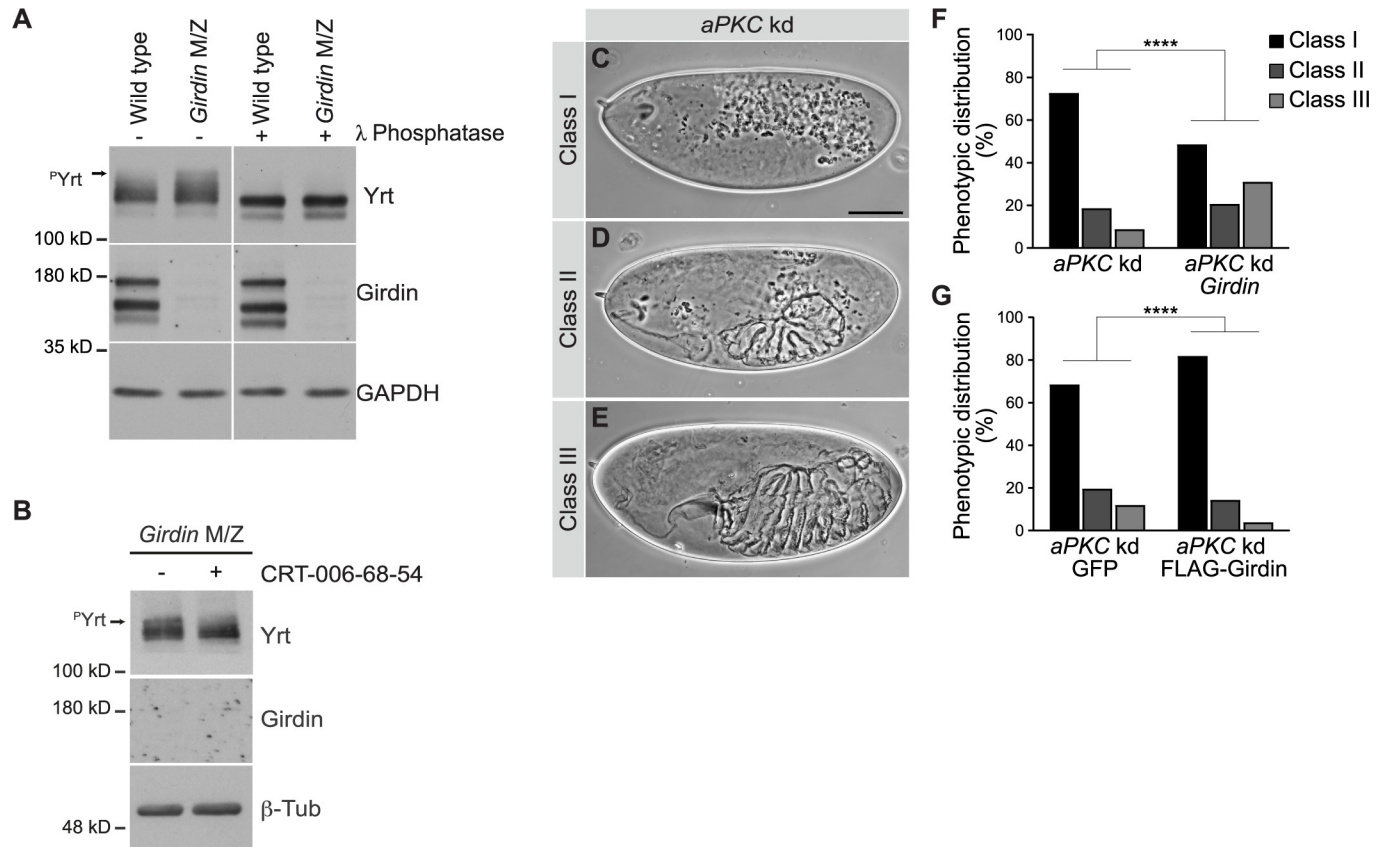 A
Wild type
Girdin M/Z
Wild type
Girdin M/Z
- - + + λ Phosphatase
PYrt
Yrt
100 kD
180 kD
Girdin
35 kD
GAPDH
B
Girdin M/Z
- + CRT-006-68-54
PYrt
Yrt
100 kD
180 kD
Girdin
β-Tub
48 kD
aPKC kd
C
Class I
D
Class II
E
Class III
F
Phenotypic distribution
(%)
100
80
60
40
20
0
****
Class I
Class II
Class III
aPKC kd
aPKC kd
Girdin
G
Phenotypic distribution
(%)
100
80
60
40
20
0
****
aPKC kd
GFP
aPKC kd
FLAG-Girdin